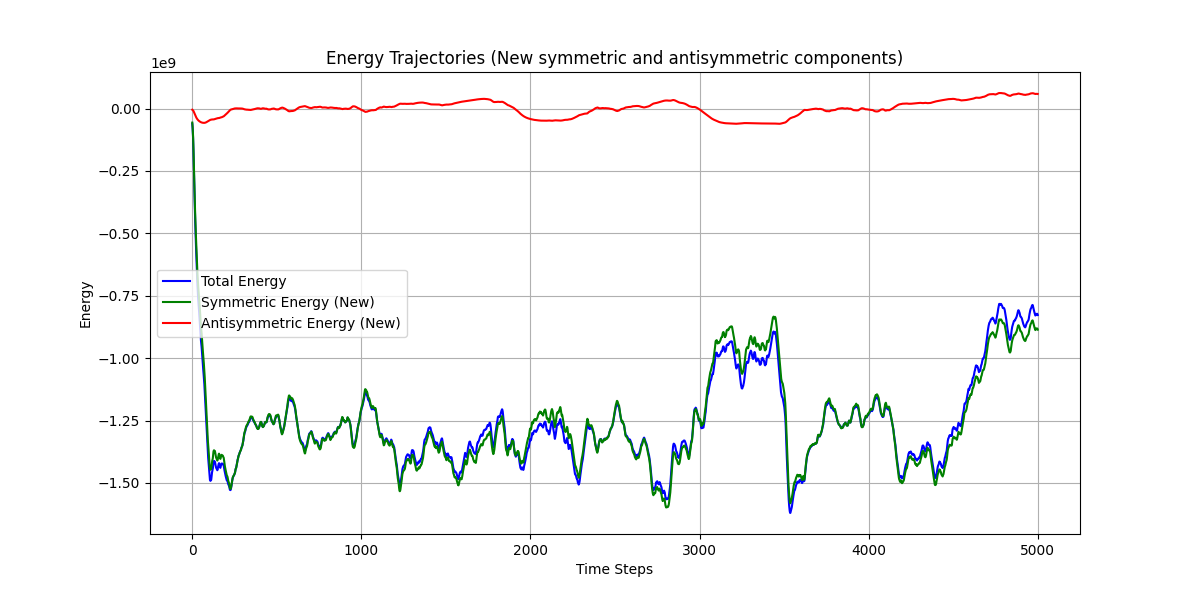 Energy Trajectories (New symmetric and antisymmetric components)
1e9
0.00
−0.25
−0.50
−0.75
−1.00
−1.25
−1.50
Energy
Total Energy
Symmetric Energy (New)
Antisymmetric Energy (New)
0 1000 2000 3000 4000 5000
Time Steps